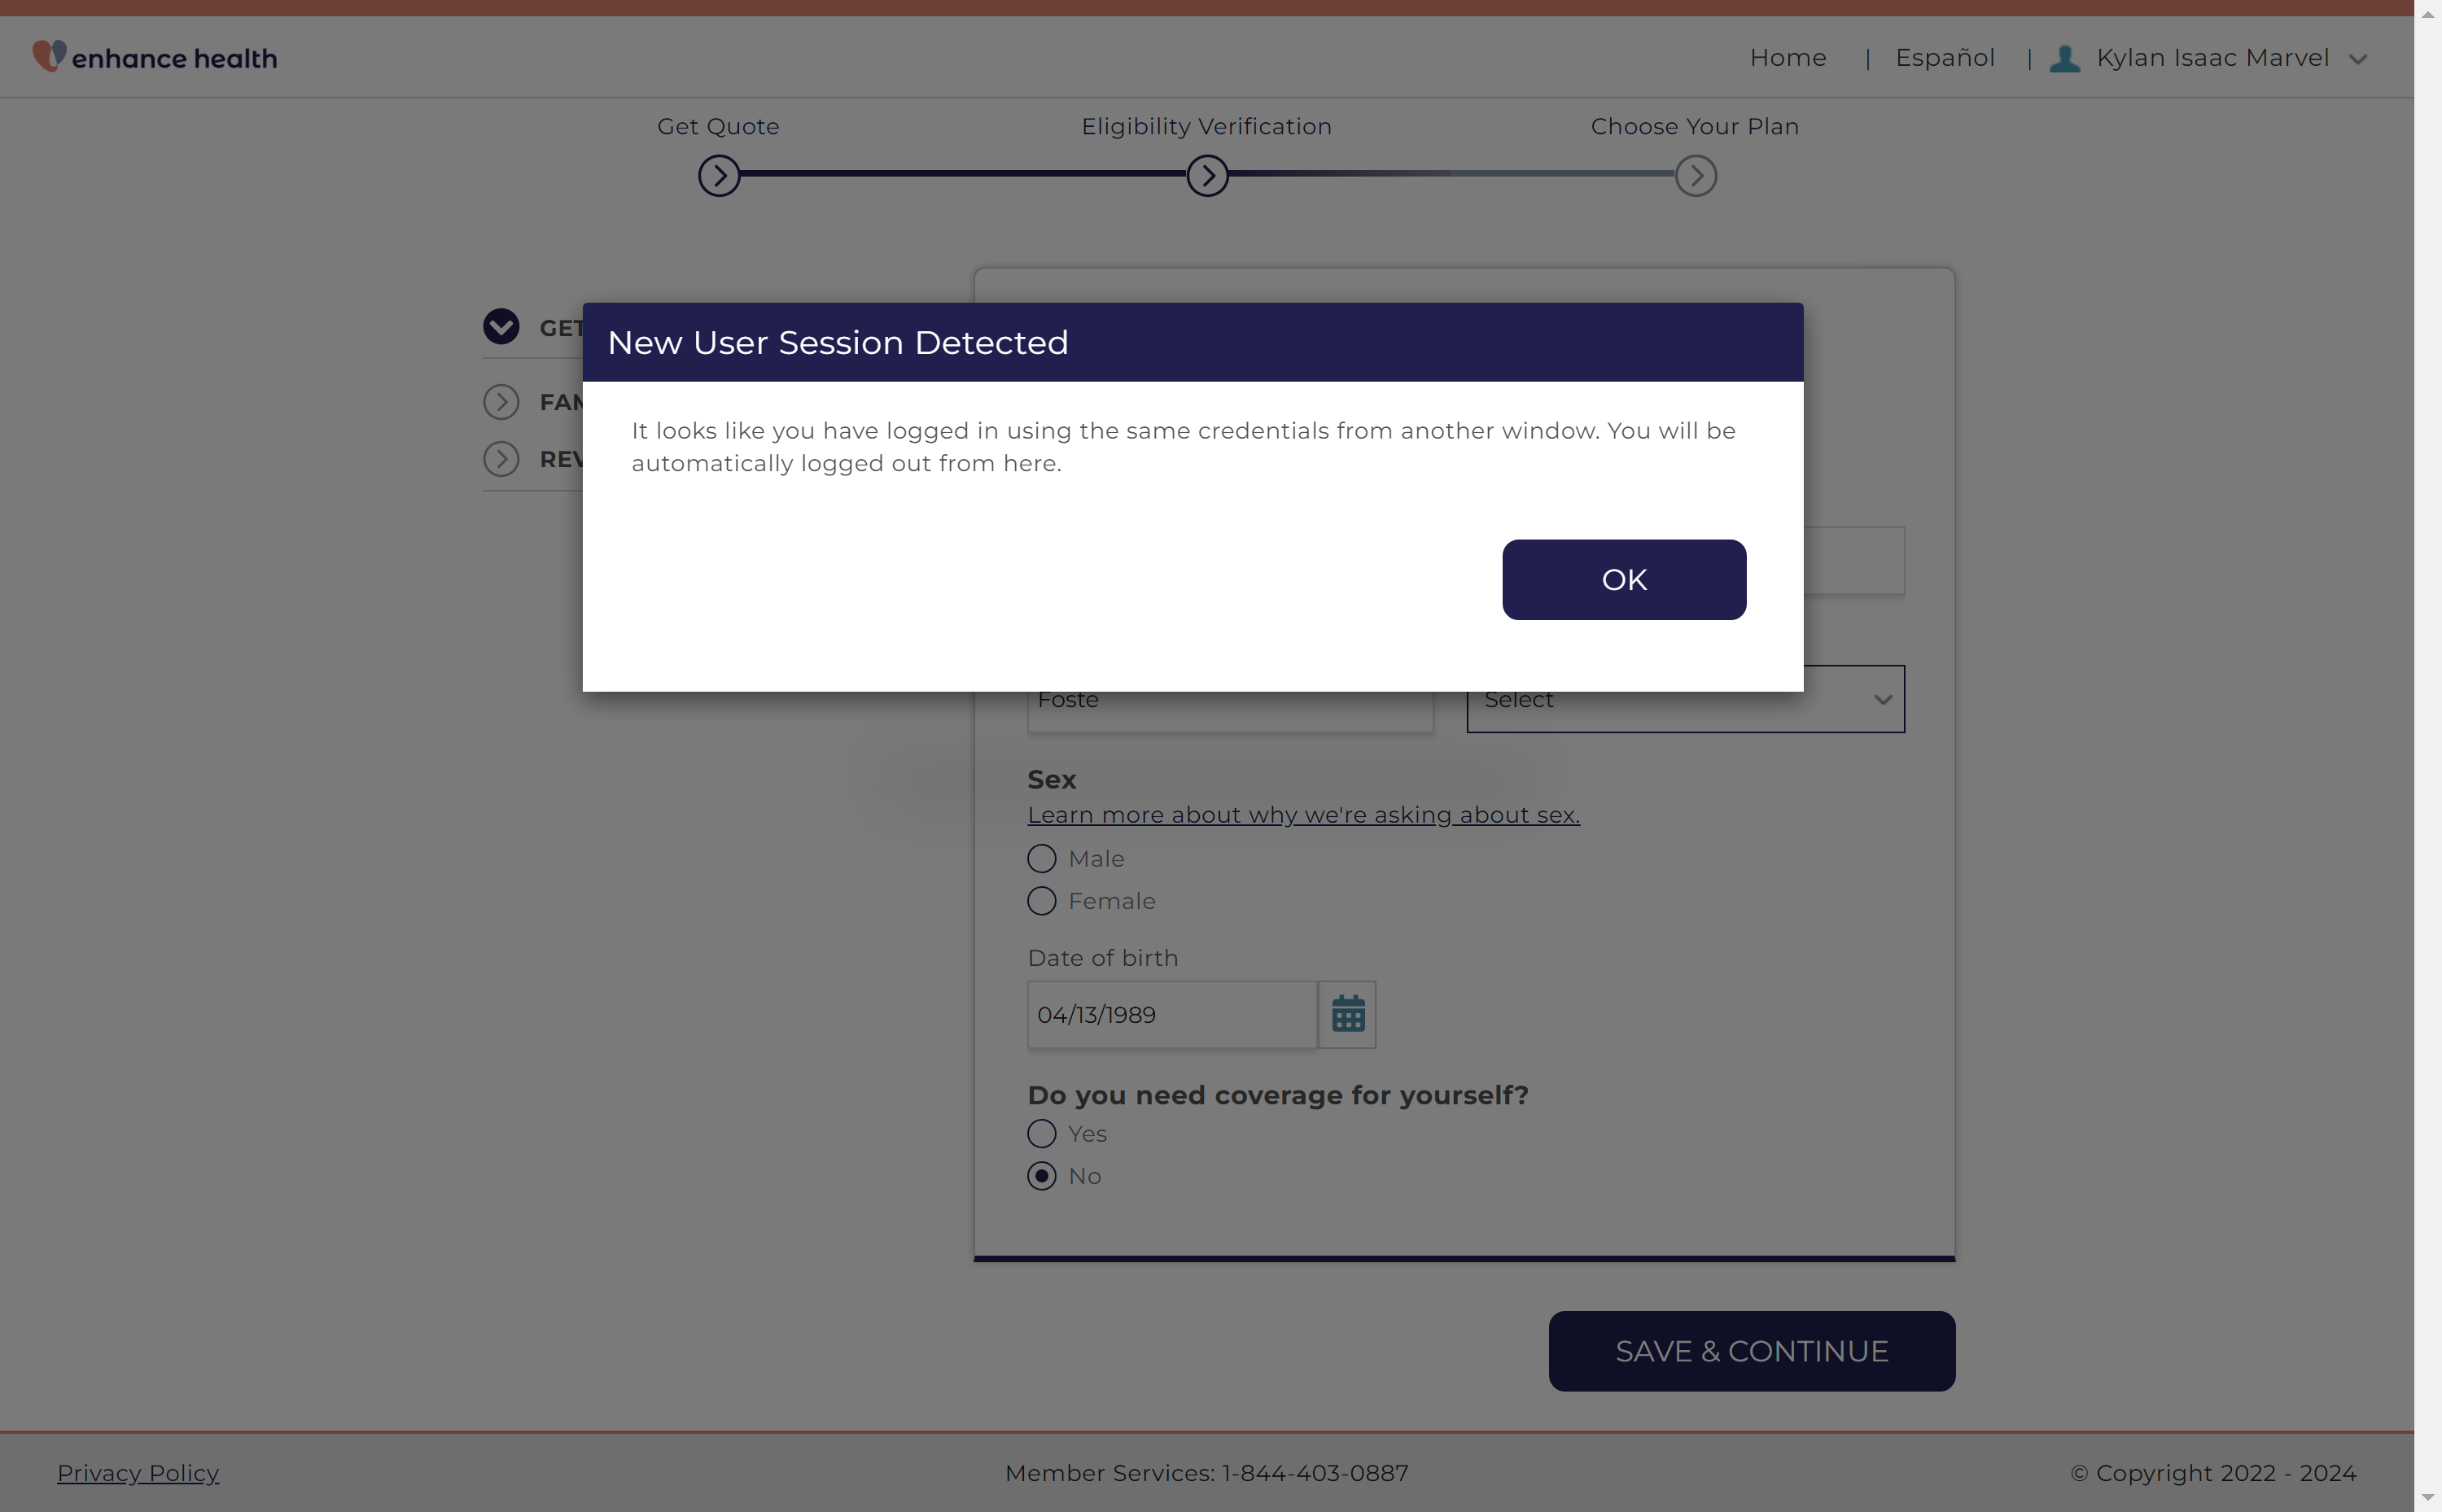 enhance health
Home | Español | Kylan Isaac Marvel
Get Quote
Eligibility Verification
Choose Your Plan
GET
FAM
REV
New User Session Detected
It looks like you have logged in using the same credentials from another window. You will be
automatically logged out from here.
OK
Foste
Select
Sex
Learn more about why we're asking about sex.
Male
Female
Date of birth
04/13/1989
Do you need coverage for yourself?
Yes
No
SAVE & CONTINUE
Privacy Policy
Member Services: 1-844-403-0887
© Copyright 2022 - 2024